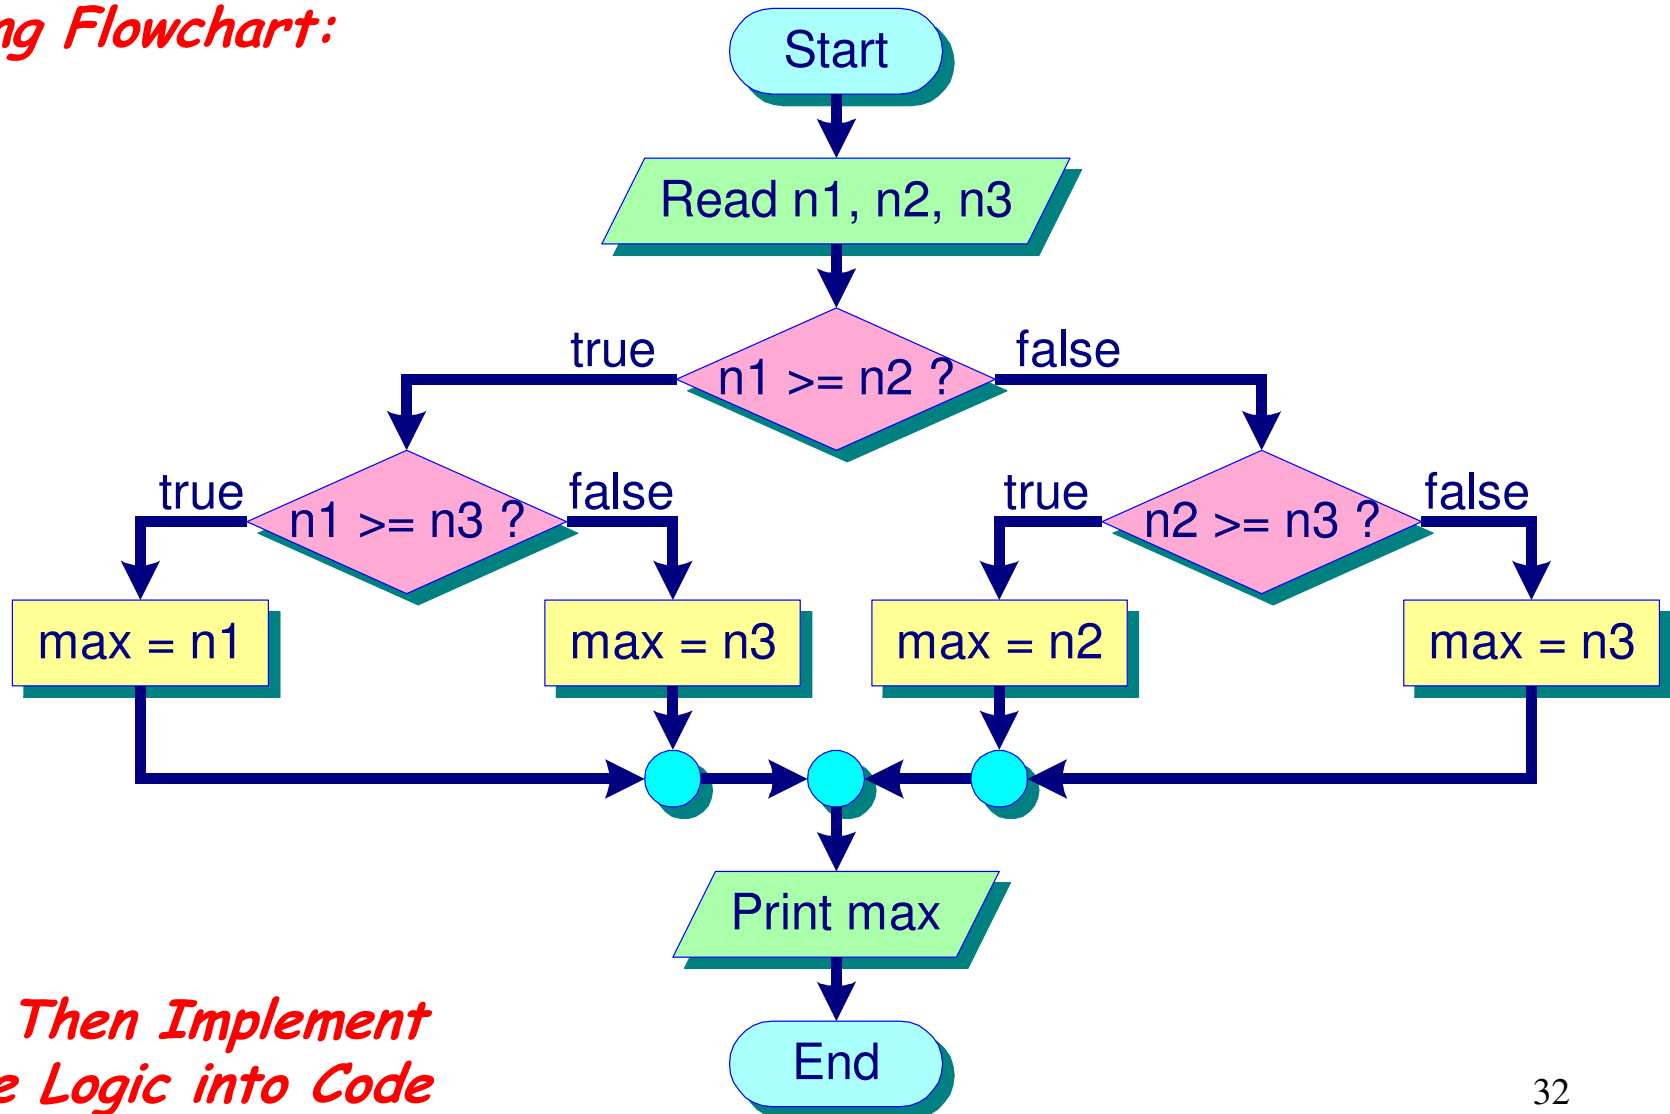 ng Flowchart:
Start
Read n1, n2, n3
true
false
n1 >= n2 ?
true
false
true
false
n1 >= n3 ?
n2 >= n3 ?
max = n1
max = n3
max = n2
max = n3
Print max
Then Implement
e Logic into Code
End
32